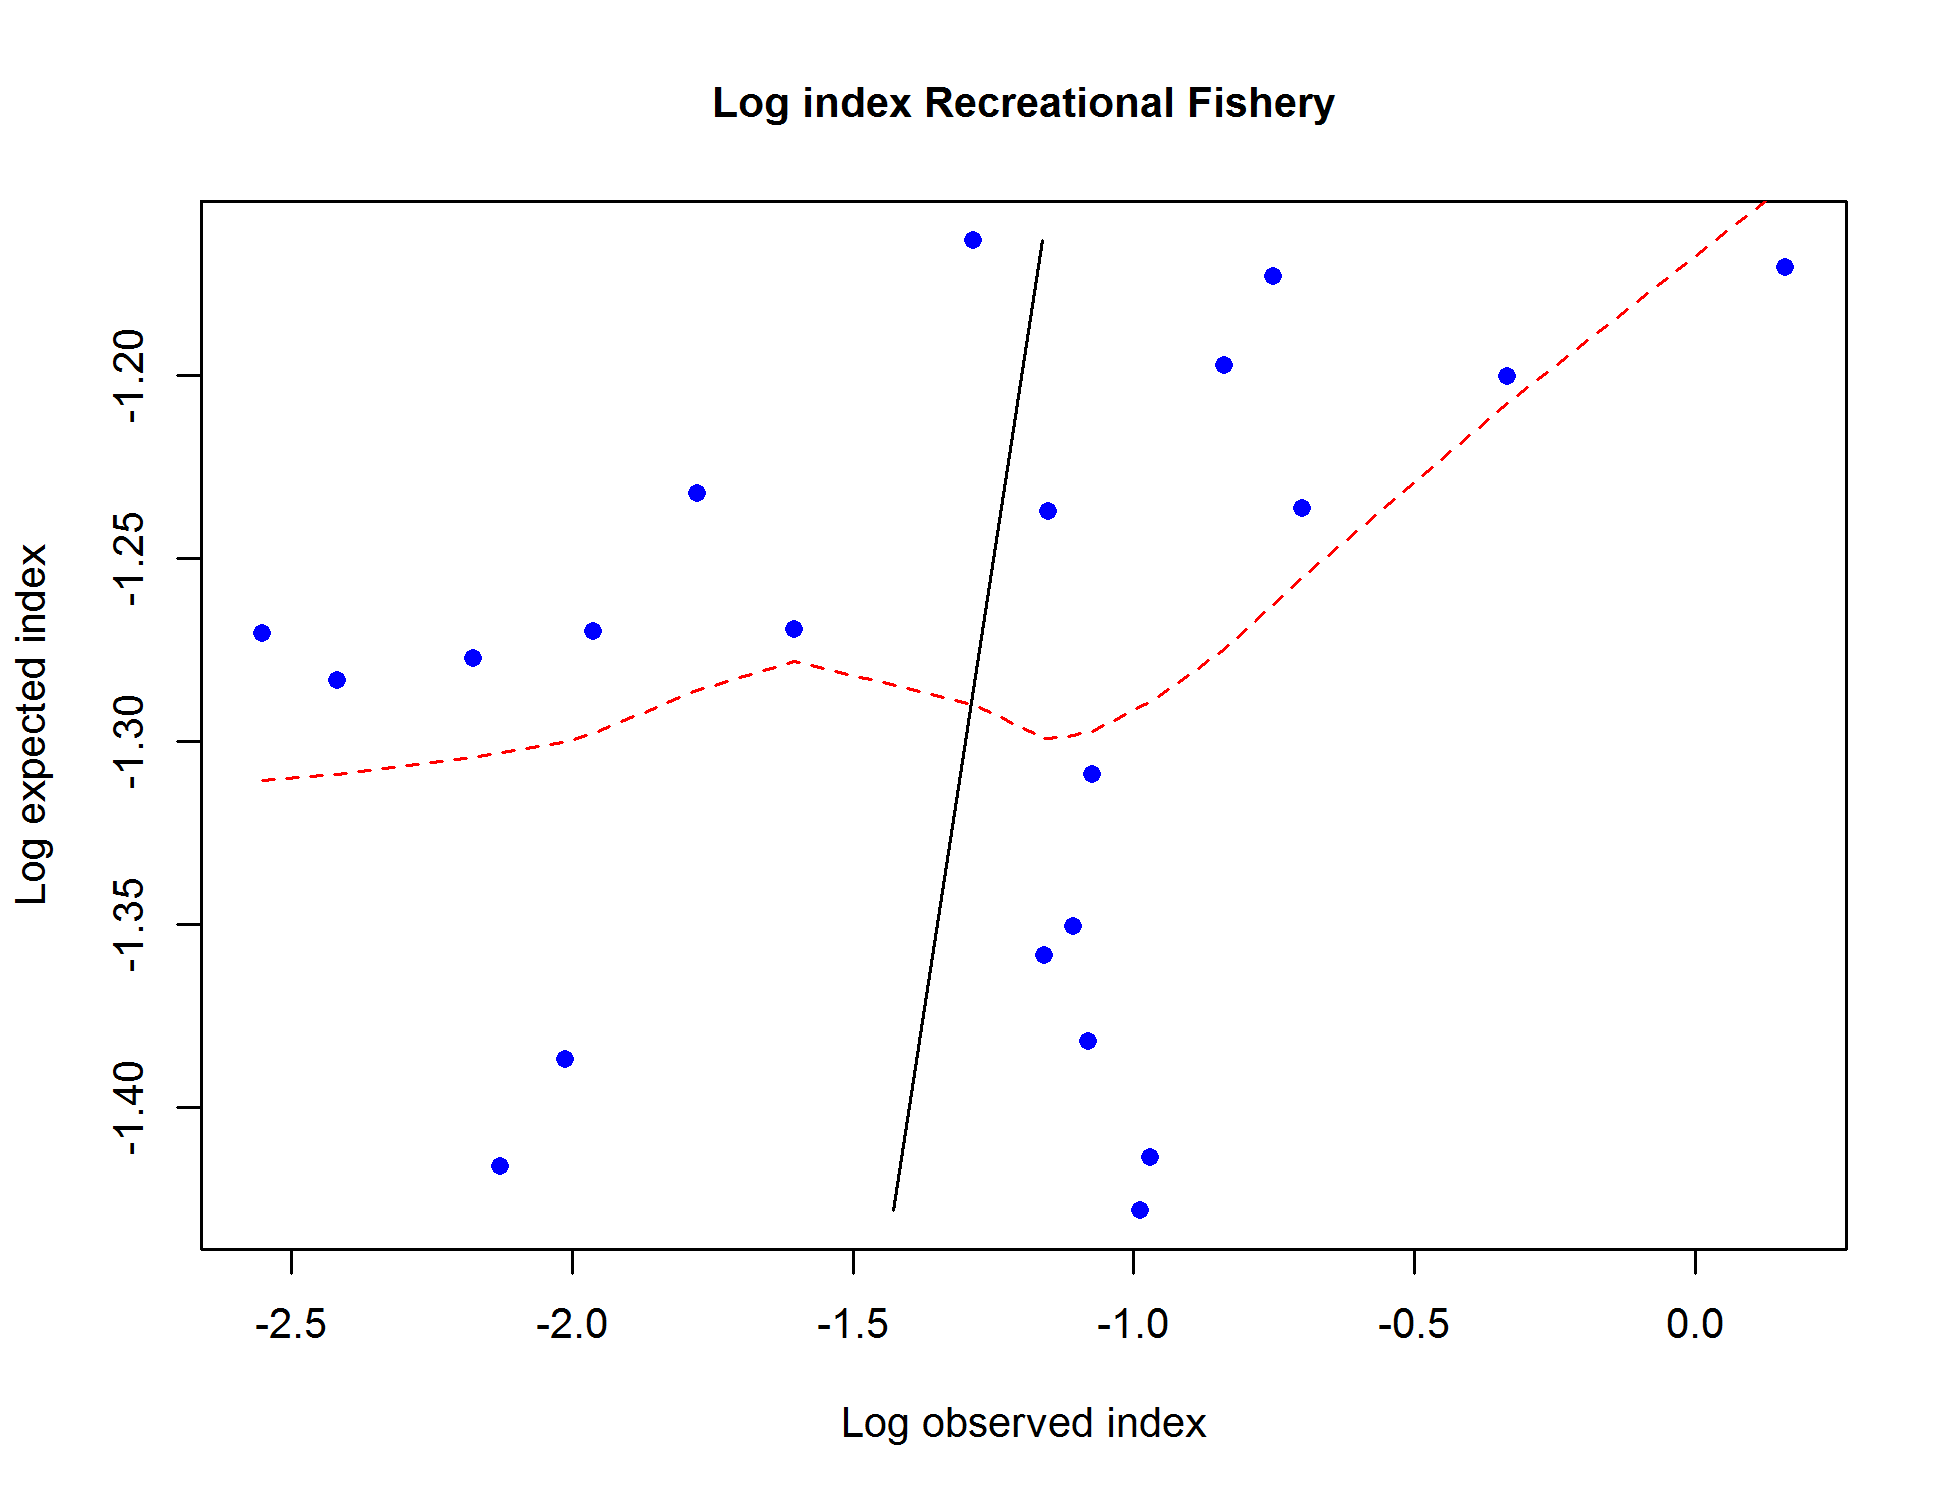 Log index Recreational Fishery
Log expected index
-1.20
-1.25
-1.30
-1.35
-1.40
-2.5 -2.0 -1.5 -1.0 -0.5 0.0
Log observed index